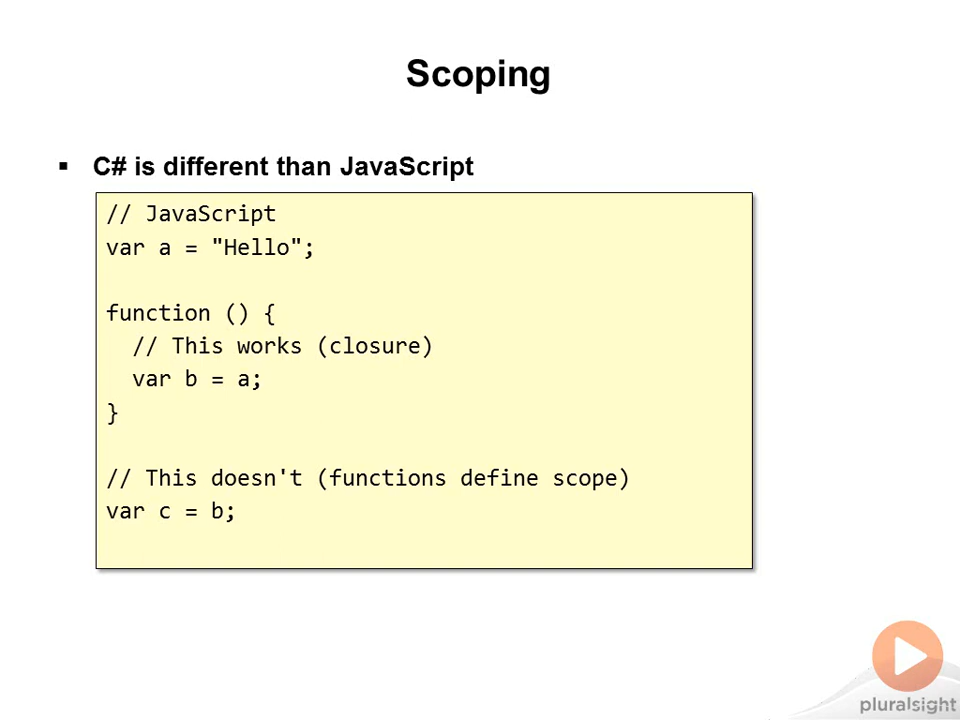 Scoping
▪ C# is different than JavaScript
// JavaScript
var a = "Hello";
function () {
  // This works (closure)
  var b = a;
}
// This doesn't (functions define scope)
var c = b;
pluralsight